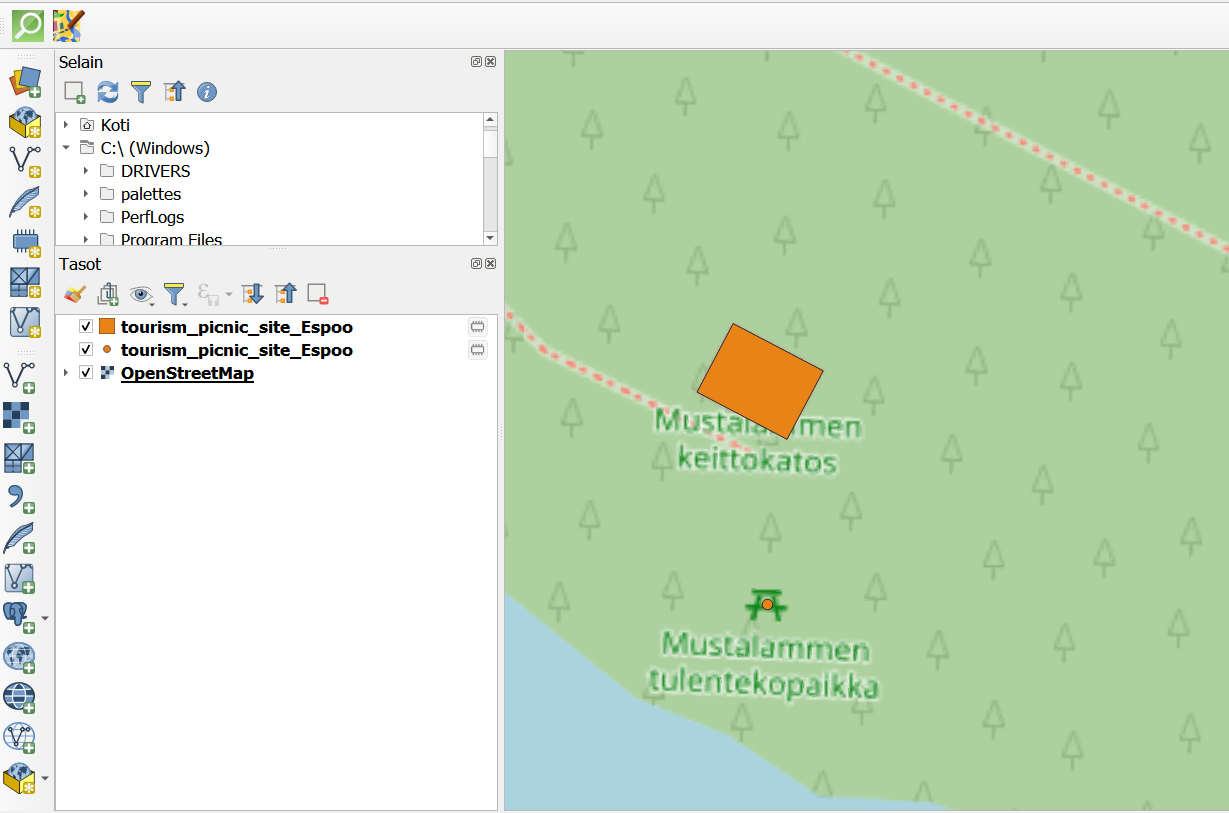 Selain
Koti
C:\ (Windows)
DRIVERS
palettes
PerfLogs
Program Files
Tasot
tourism_picnic_site_Espoo
tourism_picnic_site_Espoo
OpenStreetMap
Mustalammen
keittokatos
Mustalammen
tulentekopaikka